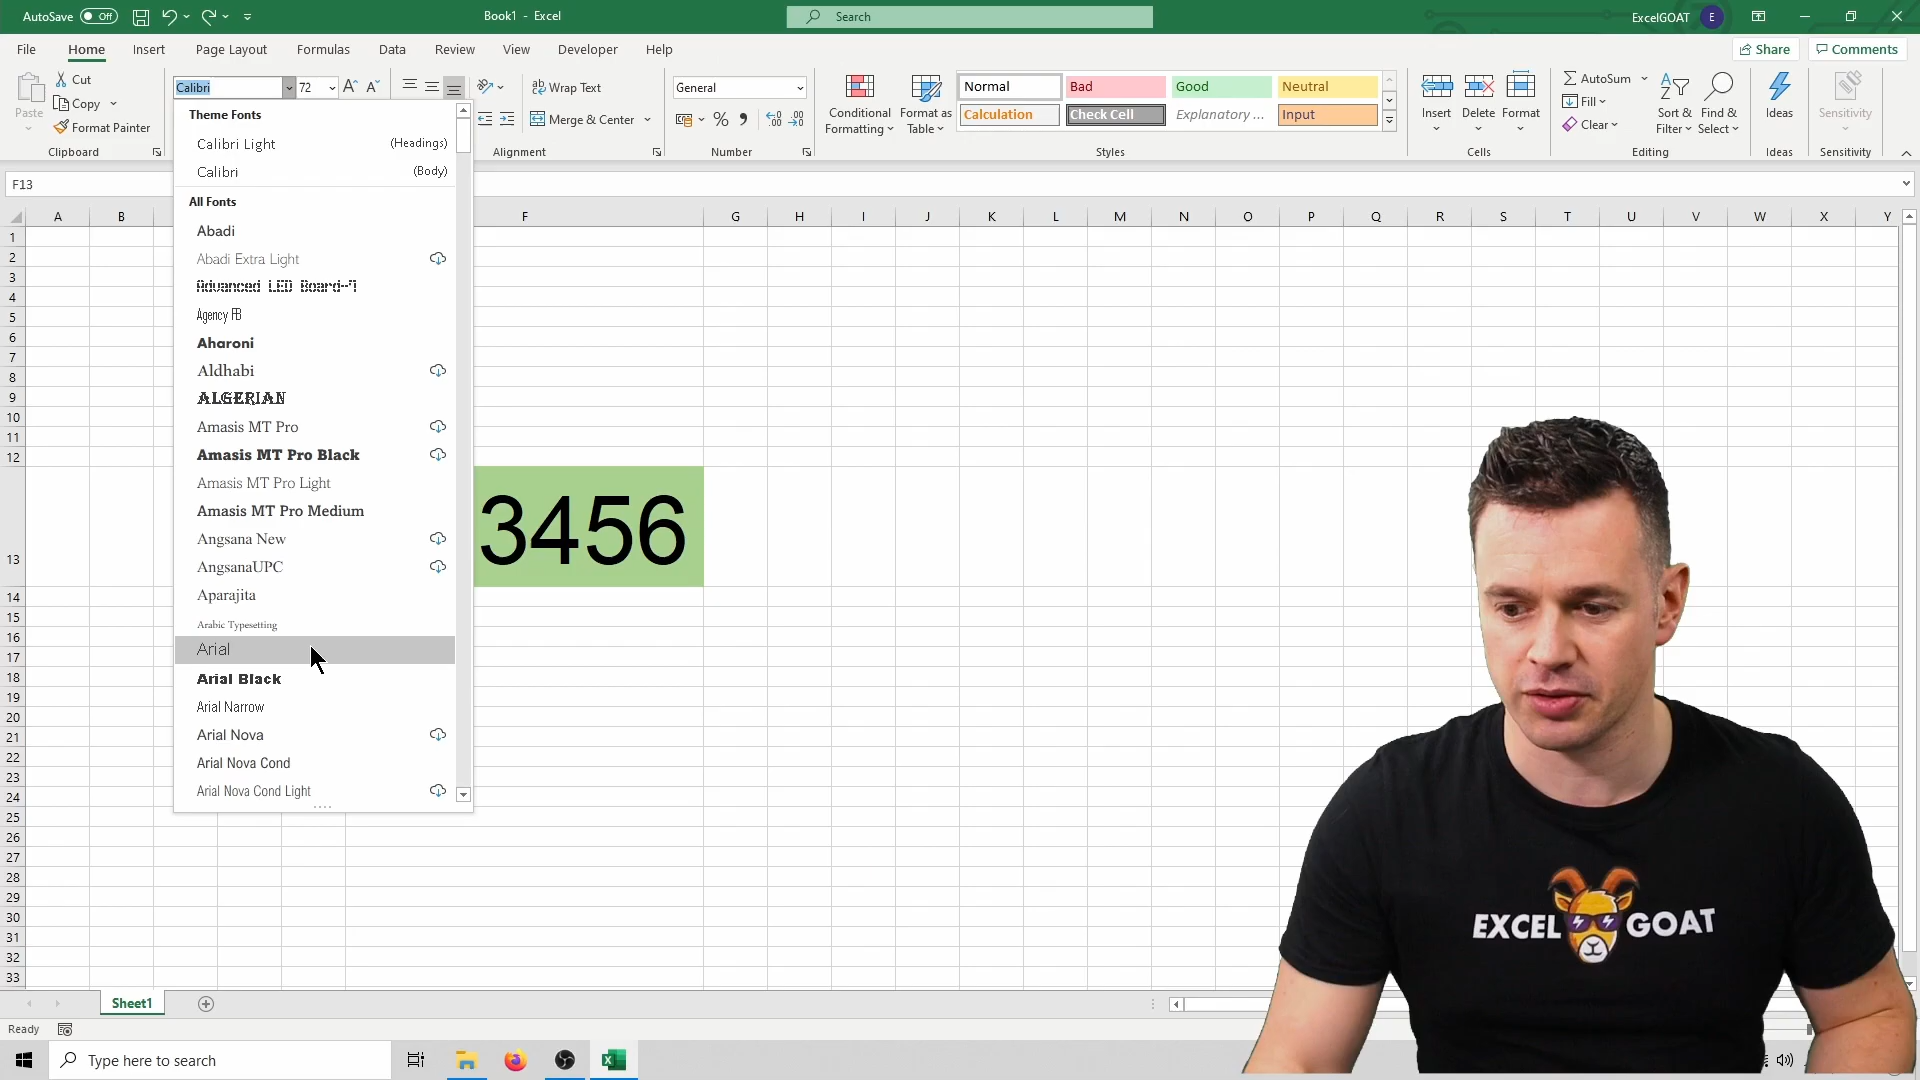 AutoSave Off
Book1 - Excel
Search
ExcelGOAT E
File Home Insert Page Layout Formulas Data Review View Developer Help
Share Comments
Paste
Cut
Copy
Format Painter
Clipboard
Calibri 72
Wrap Text
Merge & Center
Alignment
General
Number
Conditional Formatting
Format as Table
Normal Bad Good Neutral
Calculation Check Cell Explanatory ... Input
Styles
Insert Delete Format
Cells
AutoSum
Fill
Clear
Sort & Filter
Find & Select
Editing
Ideas
Ideas
Sensitivity
Sensitivity
F13
Theme Fonts
Calibri Light (Headings)
Calibri (Body)
All Fonts
Abadi
Abadi Extra Light
Advanced LED Board-7
Agency FB
Aharoni
Aldhabi
ALGERIAN
Amasis MT Pro
Amasis MT Pro Black
Amasis MT Pro Light
Amasis MT Pro Medium
Angsana New
AngsanaUPC
Aparajita
Arabic Typesetting
Arial
Arial Black
Arial Narrow
Arial Nova
Arial Nova Cond
Arial Nova Cond Light
A B F G H I J K L M N O P Q R S T U V W X Y
1
2
3
4
5
6
7
8
9
10
11
12
13
3456
14
15
16
17
18
19
20
21
22
23
24
25
26
27
28
29
30
31
32
33
EXCEL GOAT
Sheet1
Ready
Type here to search